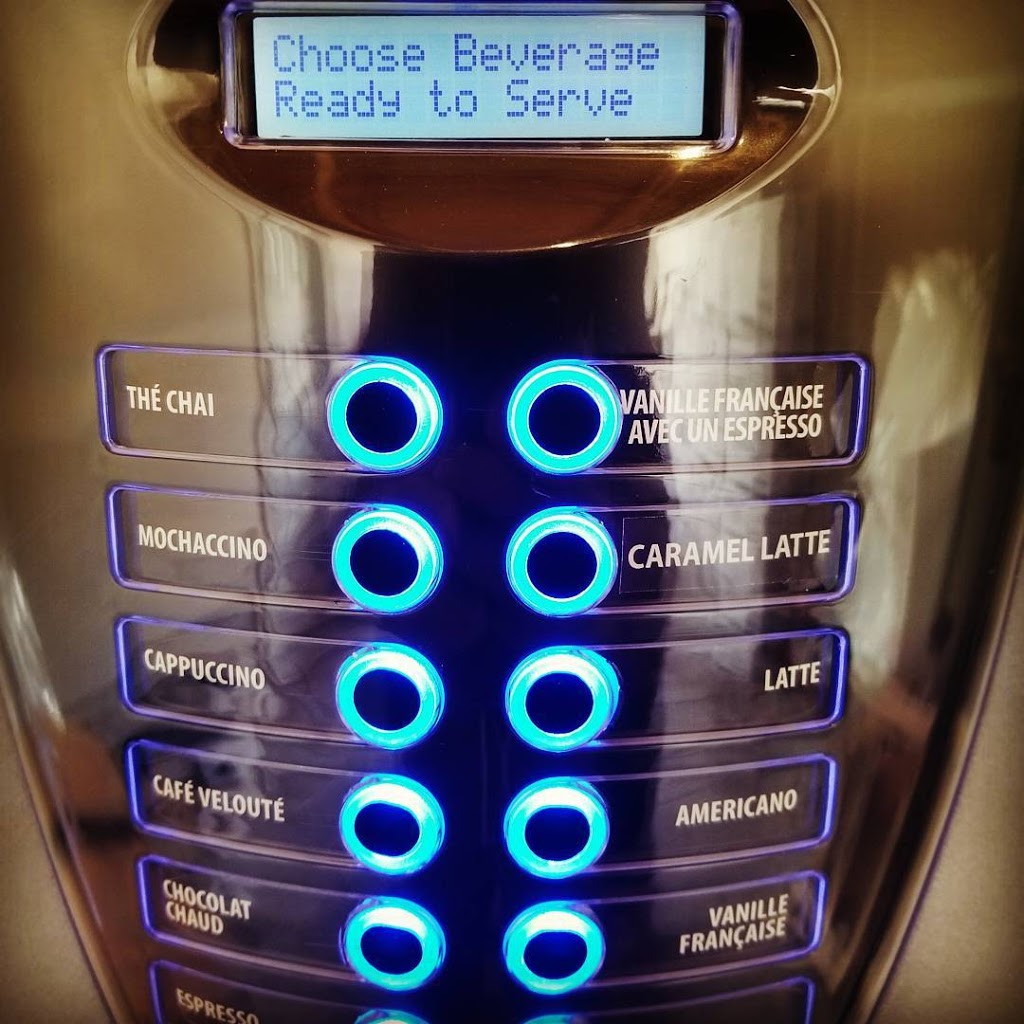 Choose Beverage
Ready to Serve
THÉ CHAI
VANILLE FRANÇAISE
AVEC UN ESPRESSO
MOCHACCINO
CARAMEL LATTE
CAPPUCCINO
LATTE
CAFÉ VELOUTÉ
AMERICANO
CHOCOLAT
CHAUD
VANILLE
FRANÇAISE
ESPRESSO